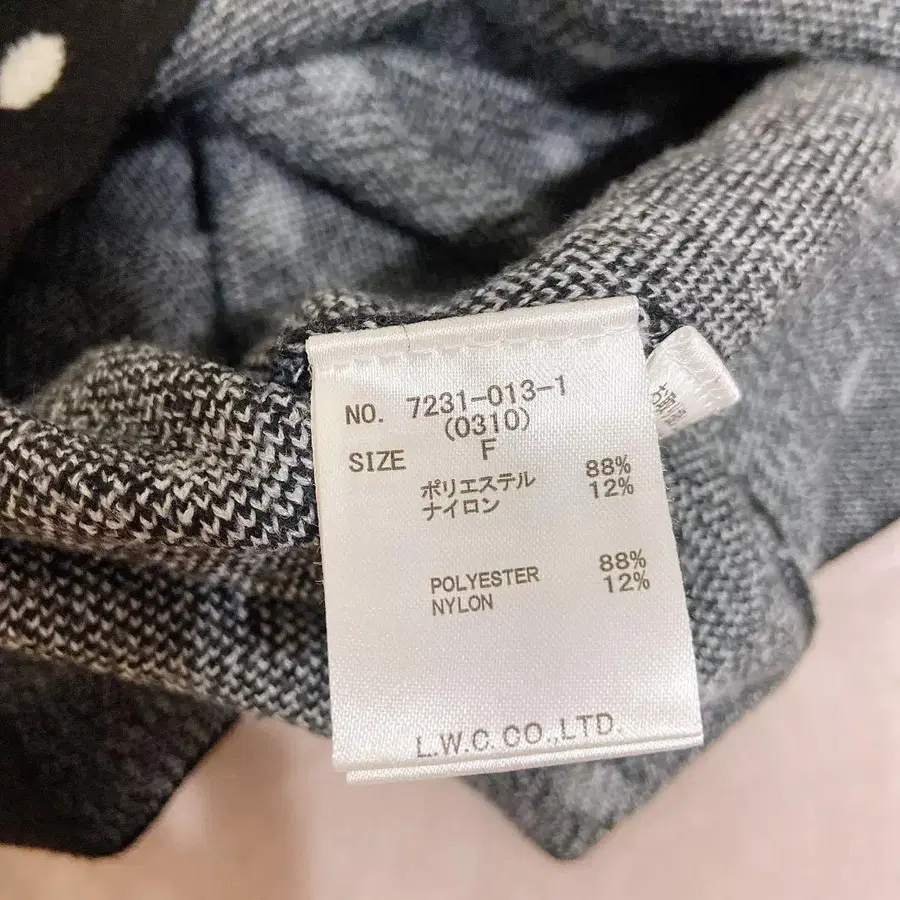 NO. 7231-013-1
(0310)
SIZE F
ポリエステル 88%
ナイロン 12%
POLYESTER 88%
NYLON 12%
L.W.C. CO.,LTD.